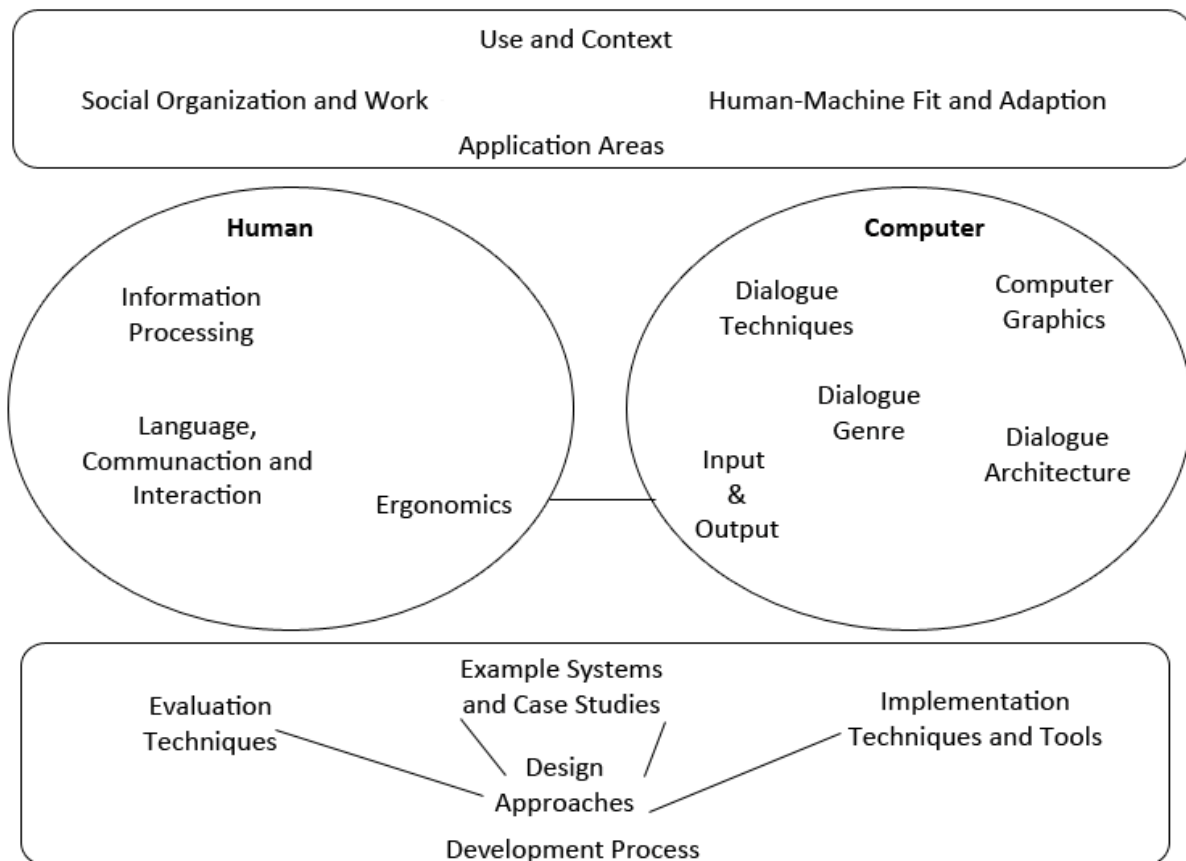 Use and Context
Social Organization and Work
Human-Machine Fit and Adaption
Application Areas
Human
Information
Processing
Language,
Communaction and
Interaction
Ergonomics
Computer
Dialogue
Techniques
Computer
Graphics
Dialogue
Genre
Dialogue
Architecture
Input
&
Output
Example Systems
and Case Studies
Evaluation
Techniques
Implementation
Techniques and Tools
Design
Approaches
Development Process